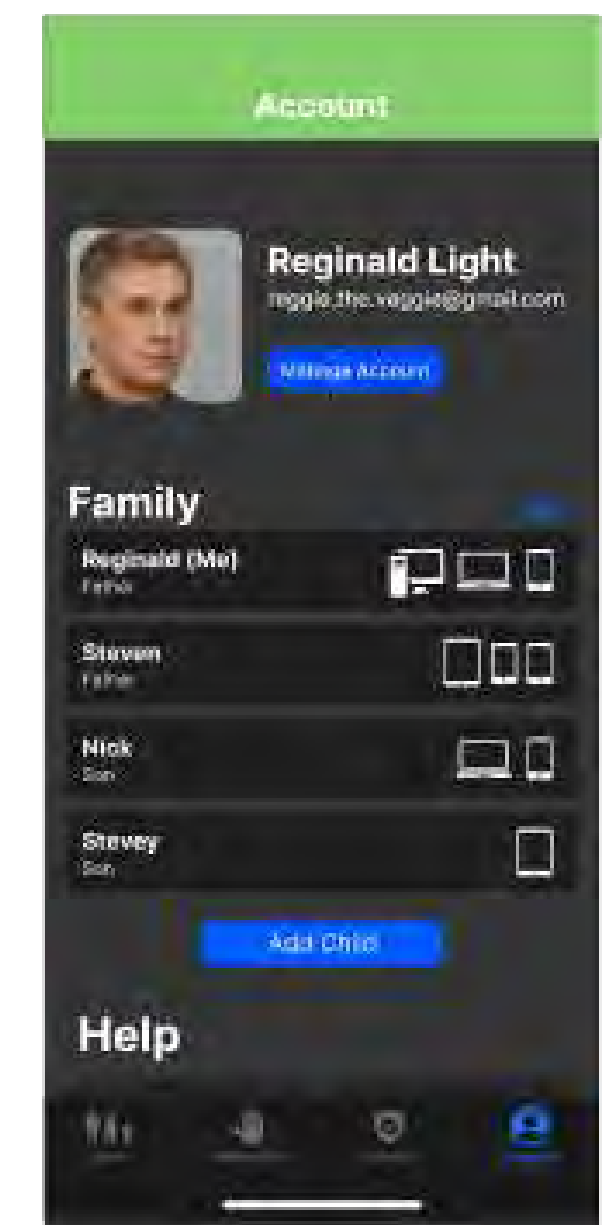 Account
Reginald Light
reggie.the.veggie@gmail.com
Manage Account
Family
Reginald (Me)
Father
Steven
Father
Nick
Son
Stevey
Son
Add Child
Help